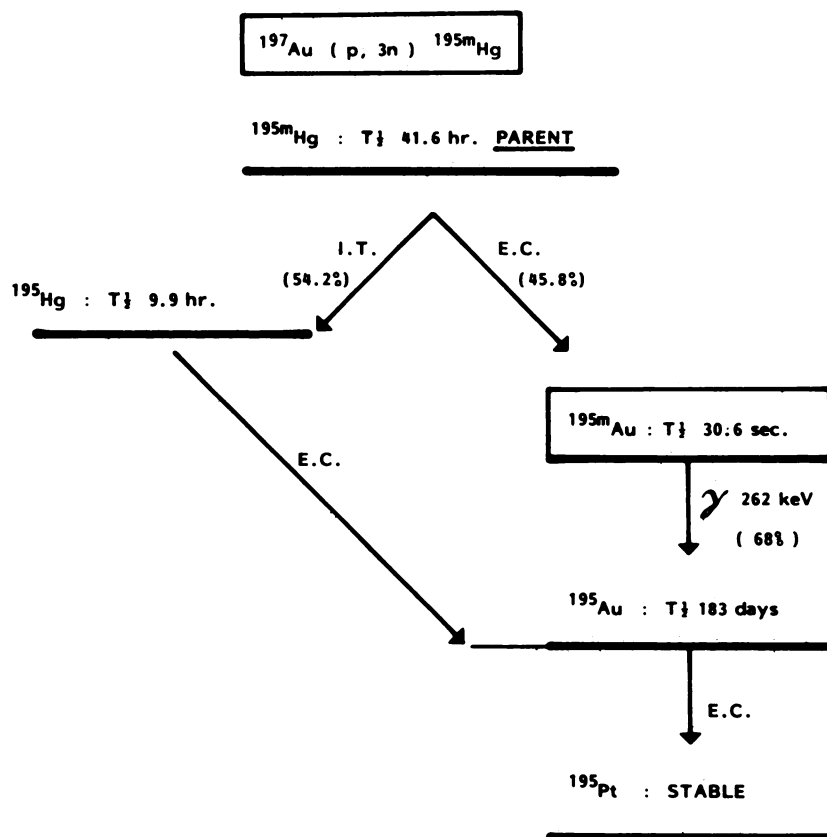 ¹⁹⁷Au ( p, 3n ) ¹⁹⁵ᵐHg
¹⁹⁵ᵐHg : T½ 41.6 hr. PARENT
I.T. E.C.
(54.2%) (45.8%)
¹⁹⁵Hg : T½ 9.9 hr.
¹⁹⁵ᵐAu : T½ 30.6 sec.
E.C.
γ 262 keV
( 68% )
¹⁹⁵Au : T½ 183 days
E.C.
¹⁹⁵Pt : STABLE